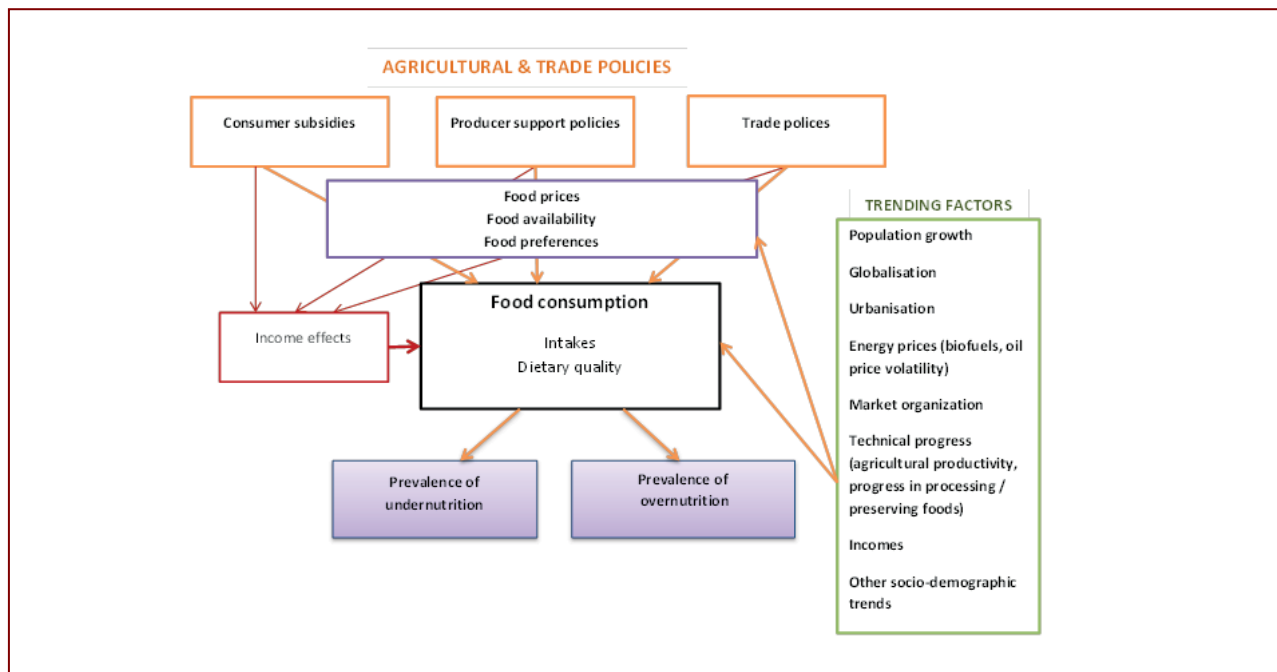 AGRICULTURAL & TRADE POLICIES
Consumer subsidies
Producer support policies
Trade polices
Food prices
Food availability
Food preferences
TRENDING FACTORS
Population growth
Globalisation
Urbanisation
Energy prices (biofuels, oil
price volatility)
Market organization
Technical progress
(agricultural productivity,
progress in processing /
preserving foods)
Incomes
Other socio-demographic
trends
Income effects
Food consumption
Intakes
Dietary quality
Prevalence of
undernutrition
Prevalence of
overnutrition